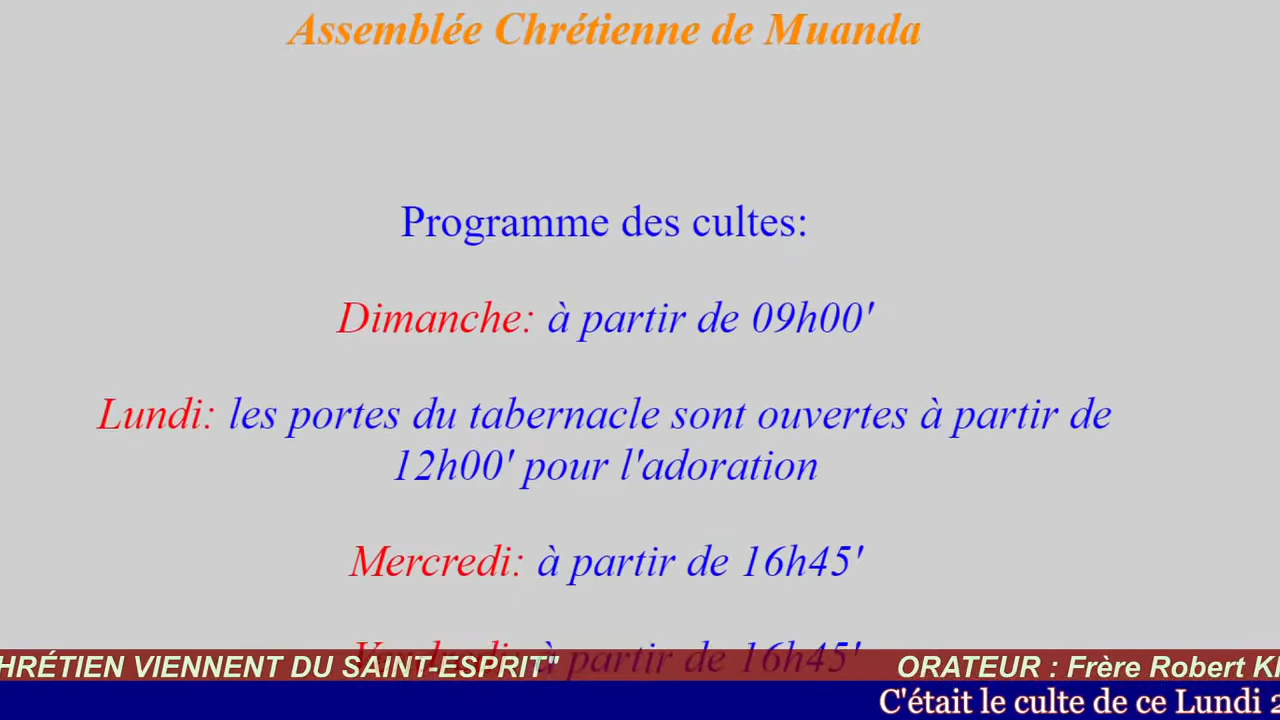 Assemblée Chrétienne de Muanda
Programme des cultes:
Dimanche: à partir de 09h00'
Lundi: les portes du tabernacle sont ouvertes à partir de
12h00' pour l'adoration
Mercredi: à partir de 16h45'
Vendredi: à partir de 16h45'
HRÉTIEN VIENNENT DU SAINT-ESPRIT" ORATEUR : Frère Robert
C'était le culte de ce Lundi